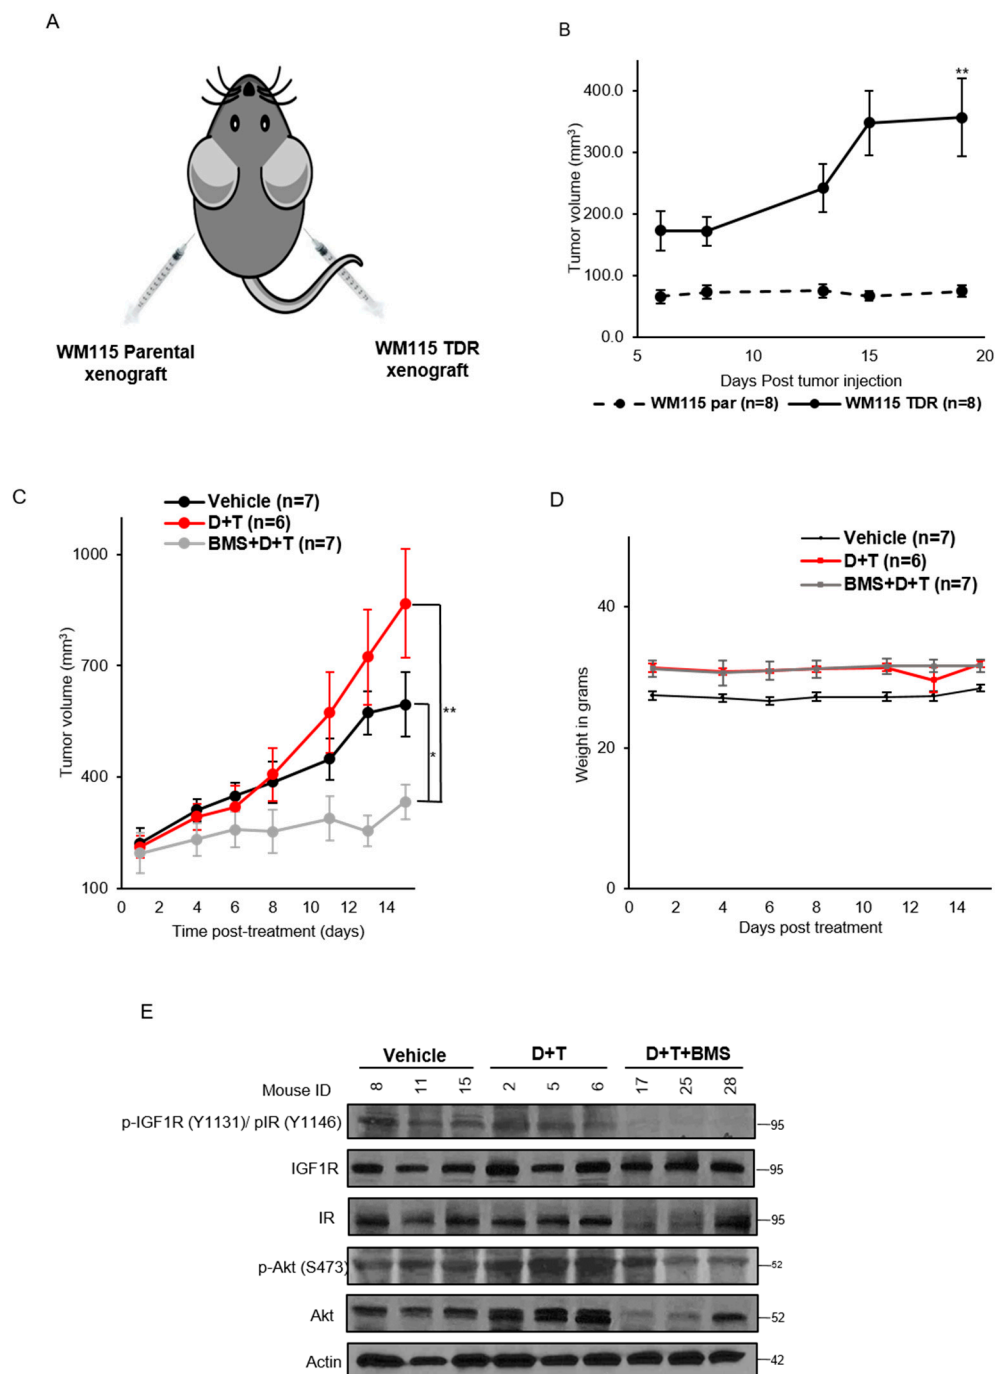 A
WM115 Parental
xenograft
WM115 TDR
xenograft
B
Tumor volume (mm³)
400.0
300.0
200.0
100.0
0.0
**
5
10
15
20
Days Post tumor injection
WM115 par (n=8)
WM115 TDR (n=8)
C
Vehicle (n=7)
D+T (n=6)
BMS+D+T (n=7)
Tumor volume (mm³)
1000
700
400
100
**
*
0 2 4 6 8 10 12 14
Time post-treatment (days)
D
Vehicle (n=7)
D+T (n=6)
BMS+D+T (n=7)
Weight in grams
40
20
0
0 2 4 6 8 10 12 14
Days post treatment
E
Vehicle D+T D+T+BMS
Mouse ID 8 11 15 2 5 6 17 25 28
p-IGF1R (Y1131)/ pIR (Y1146) 95
IGF1R 95
IR 95
p-Akt (S473) 52
Akt 52
Actin 42